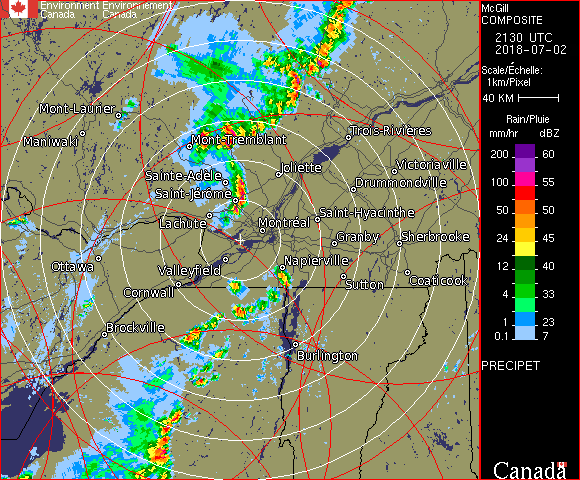 Environment Environnement
Canada Canada
Mont-Laurier
Maniwaki
Mont-Tremblant
Trois-Rivières
Joliette
Victoriaville
Sainte-Adèle
Drummondville
Saint-Jérôme
Saint-Hyacinthe
Lachute
Montréal
Granby
Sherbrooke
Ottawa
Valleyfield
Napierville
Cornwall
Sutton
Coaticook
Brockville
Burlington
McGill
COMPOSITE
2130 UTC
2018-07-02
Scale/Échelle:
1km/Pixel
40 KM
Rain/Pluie
mm/hr dBZ
200 60
155 57
100 55
50 50
24 45
12 40
4 33
1 23
0.1 7
PRECIPET
Canada